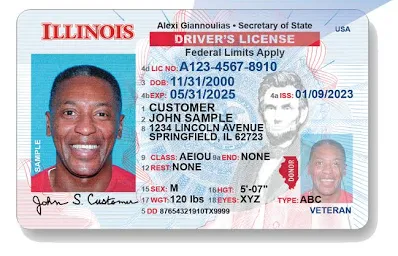 ILLINOIS
Alexi Giannoulias • Secretary of State
USA
DRIVER'S LICENSE
Federal Limits Apply
4d LIC NO: A123-4567-8910
3 DOB: 11/31/2000
4b EXP: 05/31/2025 4a ISS: 01/09/2023
1 CUSTOMER
2 JOHN SAMPLE
8 1234 LINCOLN AVENUE
SPRINGFIELD, IL 62723
9 CLASS: AEIOU 9a END: NONE
12 REST: NONE
SAMPLE
DONOR
15 SEX: M 16 HGT: 5'-07"
17 WGT: 120 lbs 18 EYES: XYZ TYPE: ABC
5 DD 87654321910TX9999 VETERAN
John S. Customer